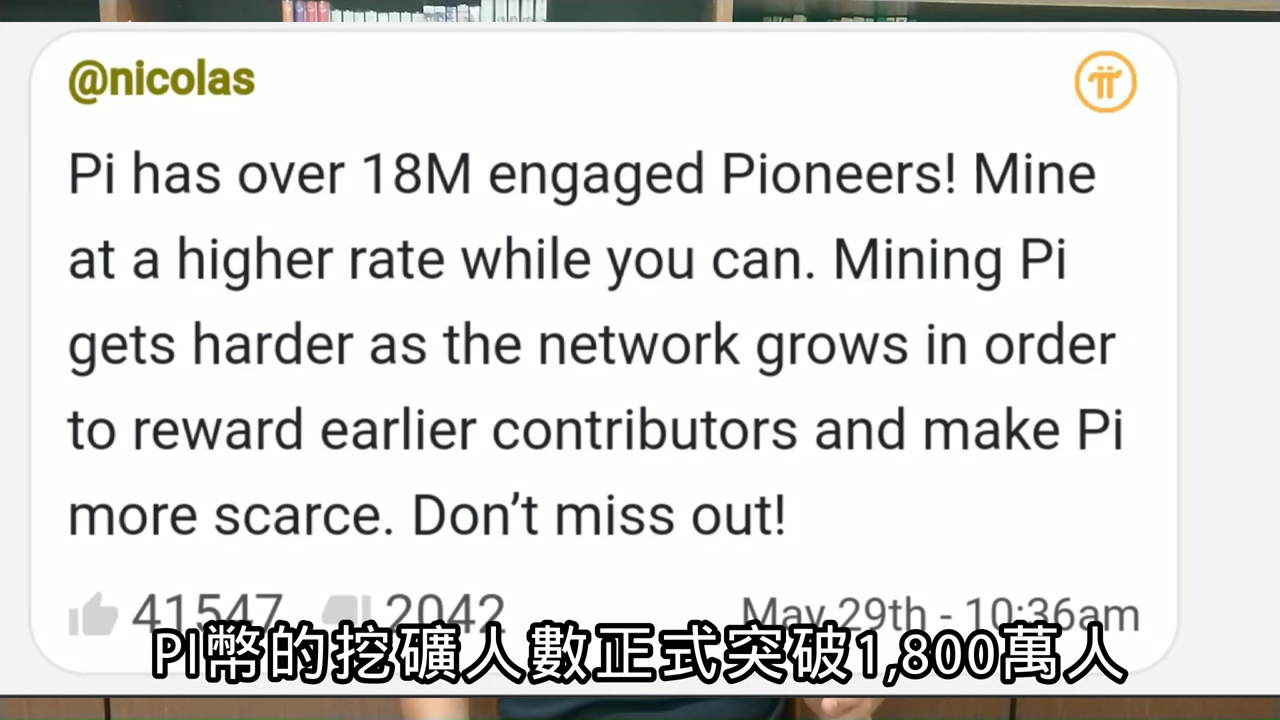 @nicolas
Pi has over 18M engaged Pioneers! Mine
at a higher rate while you can. Mining Pi
gets harder as the network grows in order
to reward earlier contributors and make Pi
more scarce. Don’t miss out!
41547 2042 May 29th - 10:36am
PI幣的挖礦人數正式突破1,800萬人